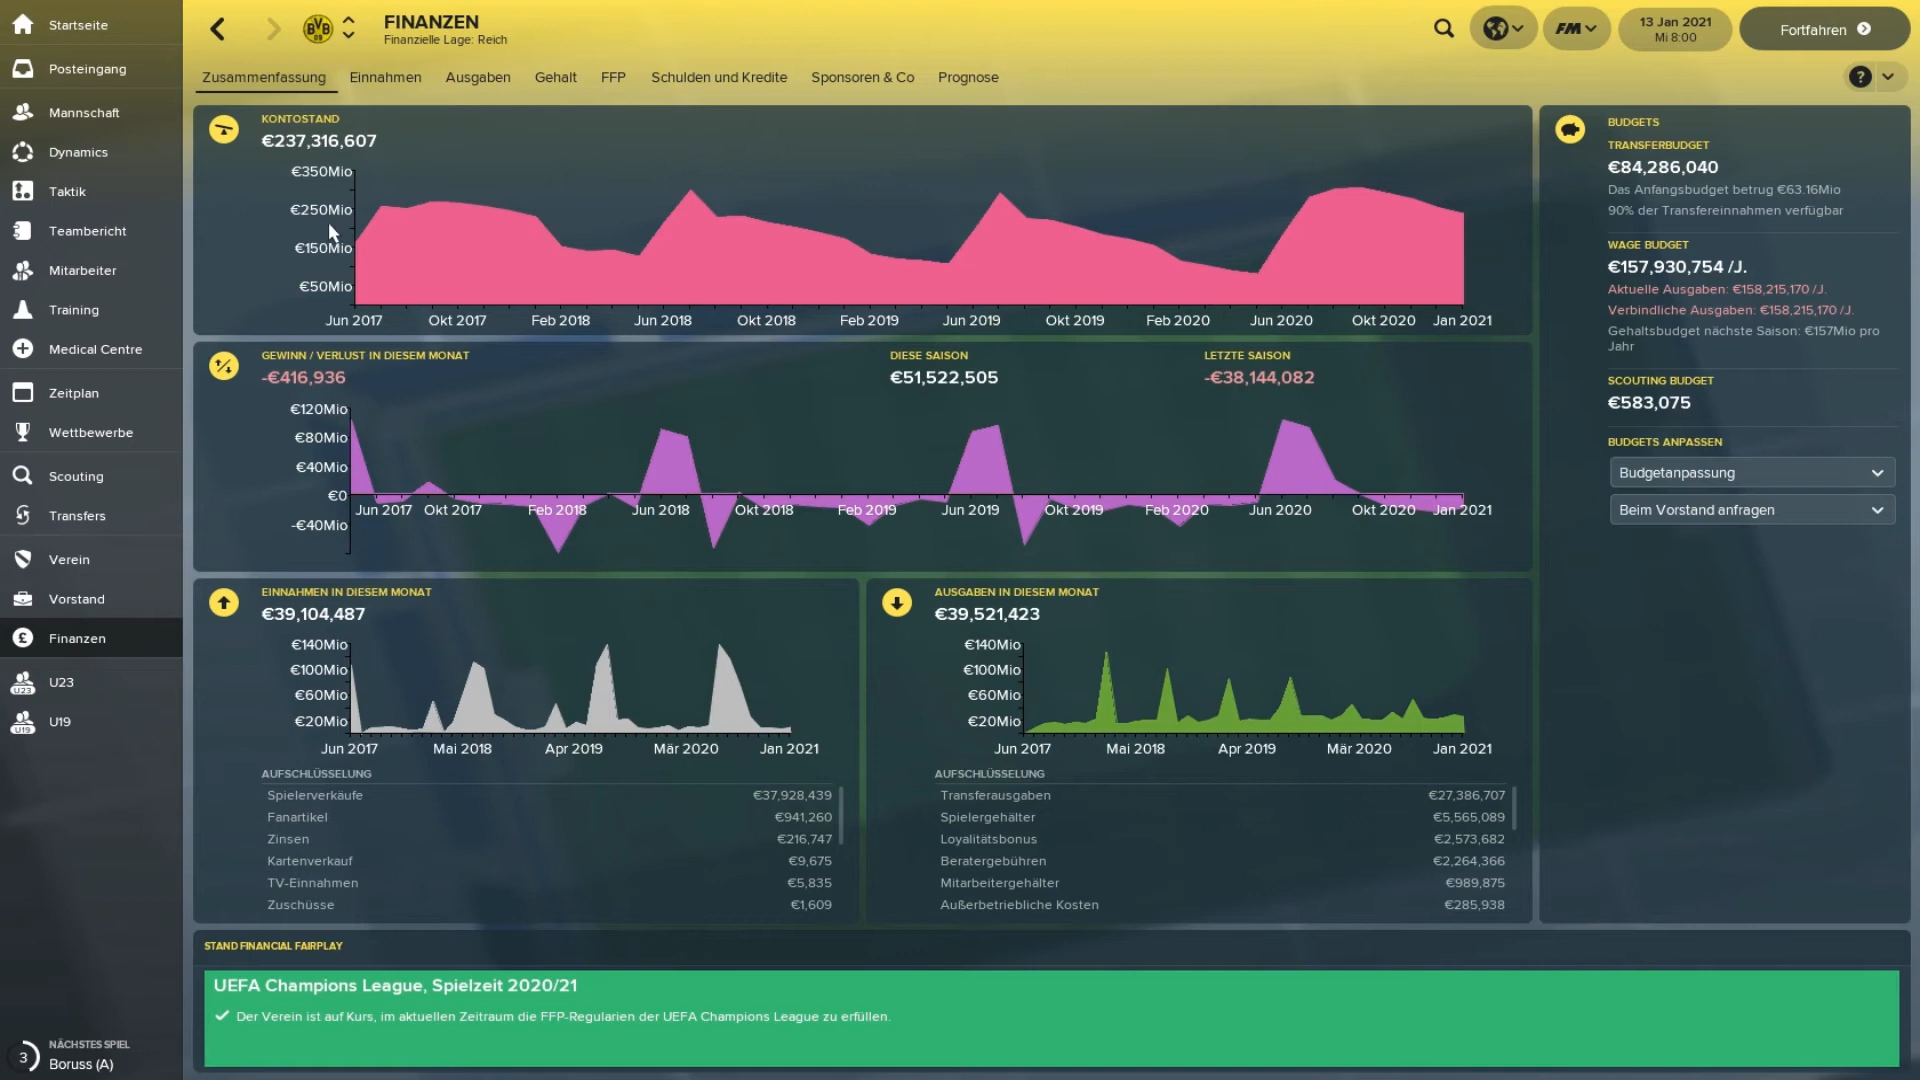 Startseite
Posteingang
Mannschaft
Dynamics
Taktik
Teambericht
Mitarbeiter
Training
Medical Centre
Zeitplan
Wettbewerbe
Scouting
Transfers
Verein
Vorstand
Finanzen
U23
U23
U19
U19
3
NÄCHSTES SPIEL
Boruss (A)
BVB 09
FINANZEN
Finanzielle Lage: Reich
FM
13 Jan 2021
Mi 8:00
Fortfahren
Zusammenfassung Einnahmen Ausgaben Gehalt FFP Schulden und Kredite Sponsoren & Co Prognose
?
KONTOSTAND
€237,316,607
€350Mio
€250Mio
€150Mio
€50Mio
Jun 2017 Okt 2017 Feb 2018 Jun 2018 Okt 2018 Feb 2019 Jun 2019 Okt 2019 Feb 2020 Jun 2020 Okt 2020 Jan 2021
GEWINN / VERLUST IN DIESEM MONAT
-€416,936
DIESE SAISON
€51,522,505
LETZTE SAISON
-€38,144,082
€120Mio
€80Mio
€40Mio
€0
-€40Mio
Jun 2017 Okt 2017 Feb 2018 Jun 2018 Okt 2018 Feb 2019 Jun 2019 Okt 2019 Feb 2020 Jun 2020 Okt 2020 Jan 2021
EINNAHMEN IN DIESEM MONAT
€39,104,487
€140Mio
€100Mio
€60Mio
€20Mio
Jun 2017 Mai 2018 Apr 2019 Mär 2020 Jan 2021
AUFSCHLÜSSELUNG
Spielerverkäufe €37,928,439
Fanartikel €941,260
Zinsen €216,747
Kartenverkauf €9,675
TV-Einnahmen €5,835
Zuschüsse €1,609
AUSGABEN IN DIESEM MONAT
€39,521,423
€140Mio
€100Mio
€60Mio
€20Mio
Jun 2017 Mai 2018 Apr 2019 Mär 2020 Jan 2021
AUFSCHLÜSSELUNG
Transferausgaben €27,386,707
Spielergehälter €5,565,089
Loyalitätsbonus €2,573,682
Beratergebühren €2,264,366
Mitarbeitergehälter €989,875
Außerbetriebliche Kosten €285,938
BUDGETS
TRANSFERBUDGET
€84,286,040
Das Anfangsbudget betrug €63.16Mio
90% der Transfereinnahmen verfügbar
WAGE BUDGET
€157,930,754 /J.
Aktuelle Ausgaben: €158,215,170 /J.
Verbindliche Ausgaben: €158,215,170 /J.
Gehaltsbudget nächste Saison: €157Mio pro
Jahr
SCOUTING BUDGET
€583,075
BUDGETS ANPASSEN
Budgetanpassung
Beim Vorstand anfragen
STAND FINANCIAL FAIRPLAY
UEFA Champions League, Spielzeit 2020/21
Der Verein ist auf Kurs, im aktuellen Zeitraum die FFP-Regularien der UEFA Champions League zu erfüllen.